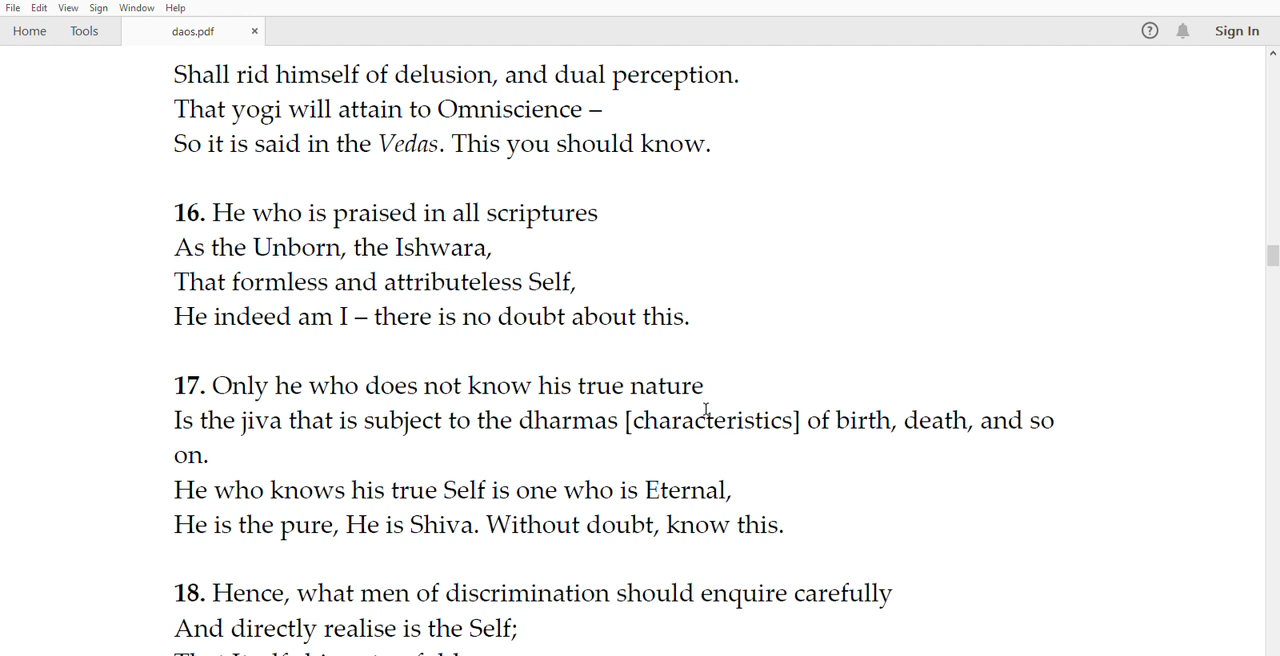 File Edit View Sign Window Help
Home Tools daos.pdf × ? Sign In
Shall rid himself of delusion, and dual perception.
That yogi will attain to Omniscience –
So it is said in the Vedas. This you should know.
16. He who is praised in all scriptures
As the Unborn, the Ishwara,
That formless and attributeless Self,
He indeed am I – there is no doubt about this.
17. Only he who does not know his true nature
Is the jiva that is subject to the dharmas [characteristics] of birth, death, and so
on.
He who knows his true Self is one who is Eternal,
He is the pure, He is Shiva. Without doubt, know this.
18. Hence, what men of discrimination should enquire carefully
And directly realise is the Self;